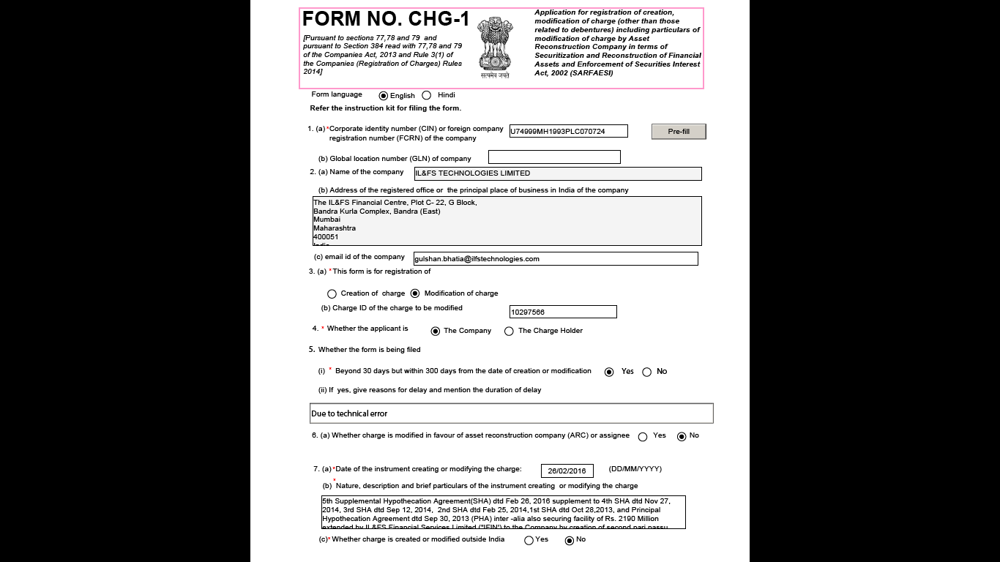 FORM NO. CHG-1
[Pursuant to sections 77,78 and 79 and
pursuant to Section 384 read with 77,78 and 79
of the Companies Act, 2013 and Rule 3(1) of
the Companies (Registration of Charges) Rules
2014]
सत्यमेव जयते
Application for registration of creation,
modification of charge (other than those
related to debentures) including particulars of
modification of charge by Asset
Reconstruction Company in terms of
Securitization and Reconstruction of Financial
Assets and Enforcement of Securities Interest
Act, 2002 (SARFAESI)
Form language English Hindi
Refer the instruction kit for filing the form.
1. (a)*Corporate identity number (CIN) or foreign company
registration number (FCRN) of the company
U74999MH1993PLC070724
Pre-fill
(b) Global location number (GLN) of company
2. (a) Name of the company IL&FS TECHNOLOGIES LIMITED
(b) Address of the registered office or the principal place of business in India of the company
The IL&FS Financial Centre, Plot C- 22, G Block,
Bandra Kurla Complex, Bandra (East)
Mumbai
Maharashtra
400051
India
(c) email id of the company gulshan.bhatia@ilfstechnologies.com
3. (a) *This form is for registration of
Creation of charge Modification of charge
(b) Charge ID of the charge to be modified 10297566
4. * Whether the applicant is The Company The Charge Holder
5. Whether the form is being filed
(i) * Beyond 30 days but within 300 days from the date of creation or modification Yes No
(ii) If yes, give reasons for delay and mention the duration of delay
Due to technical error
6. (a) Whether charge is modified in favour of asset reconstruction company (ARC) or assignee Yes No
7. (a)*Date of the instrument creating or modifying the charge: 26/02/2016 (DD/MM/YYYY)
(b) *Nature, description and brief particulars of the instrument creating or modifying the charge
5th Supplemental Hypothecation Agreement(SHA) dtd Feb 26, 2016 supplement to 4th SHA dtd Nov 27,
2014, 3rd SHA dtd Sep 12, 2014, 2nd SHA dtd Feb 25, 2014,1st SHA dtd Oct 28,2013, and Principal
Hypothecation Agreement dtd Sep 30, 2013 (PHA) inter -alia also securing facility of Rs. 2190 Million
extended by IL&FS Financial Services Limited ("IFIN") to the Company by creation of second pari passu
(c)*Whether charge is created or modified outside India Yes No